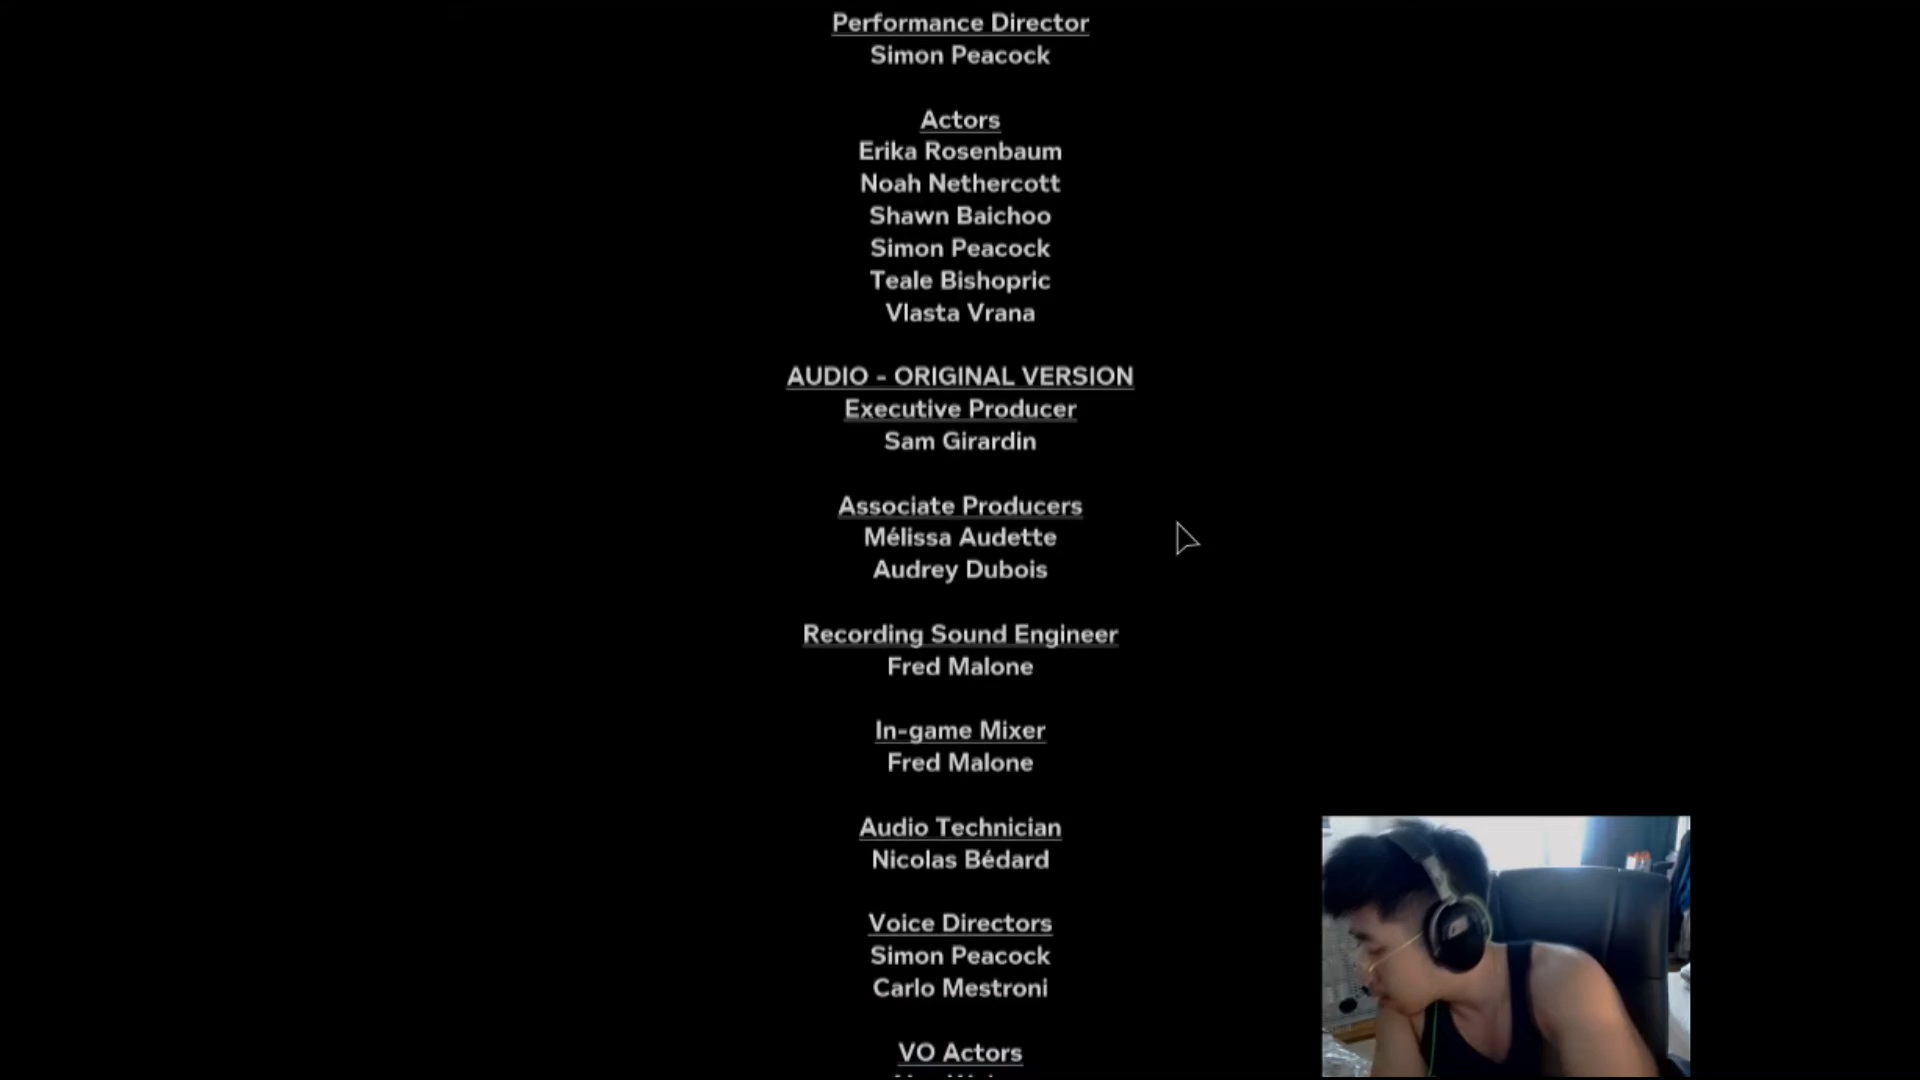 Performance Director
Simon Peacock
Actors
Erika Rosenbaum
Noah Nethercott
Shawn Baichoo
Simon Peacock
Teale Bishopric
Vlasta Vrana
AUDIO - ORIGINAL VERSION
Executive Producer
Sam Girardin
Associate Producers
Mélissa Audette
Audrey Dubois
Recording Sound Engineer
Fred Malone
In-game Mixer
Fred Malone
Audio Technician
Nicolas Bédard
Voice Directors
Simon Peacock
Carlo Mestroni
VO Actors